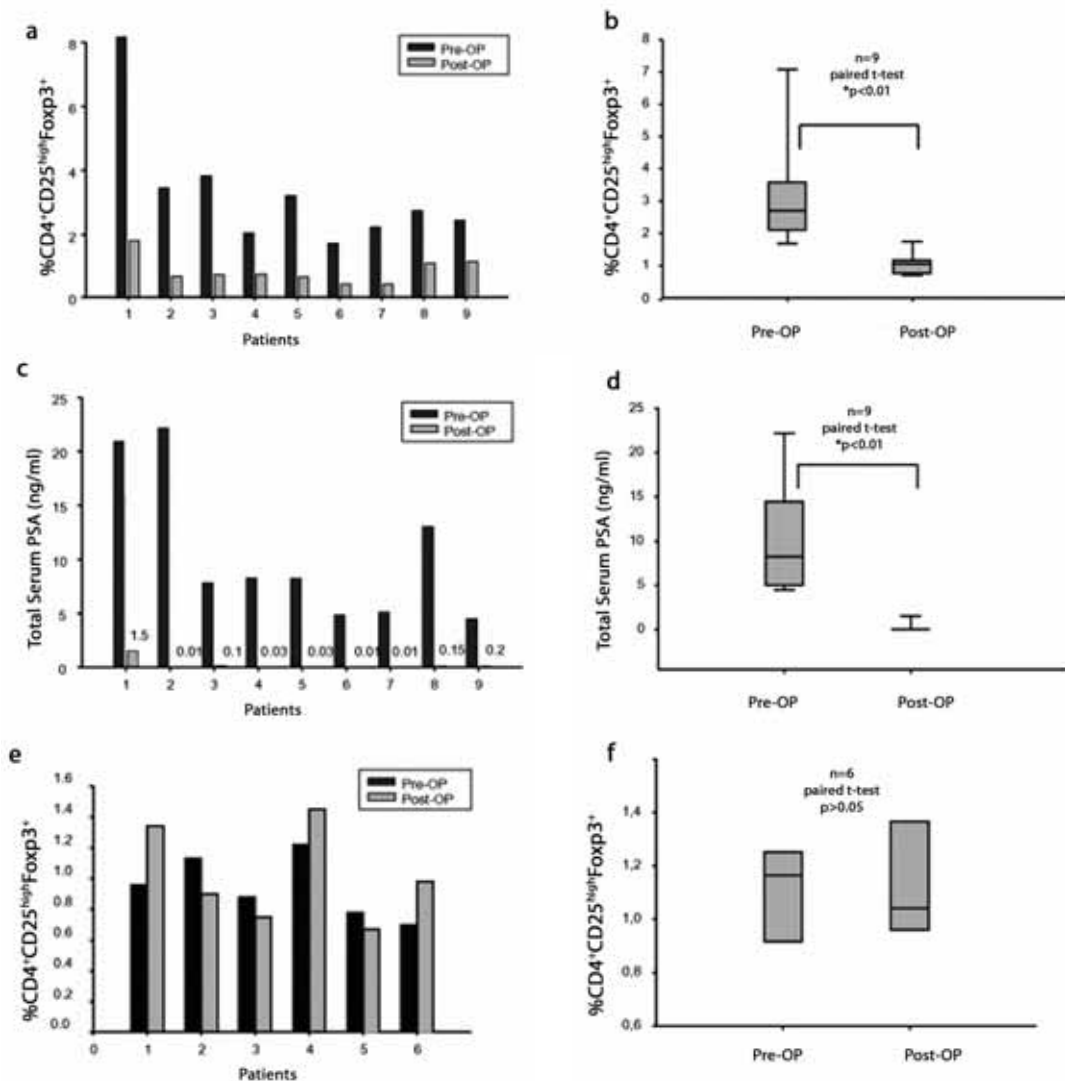 a
Pre-OP
Post-OP
%CD4⁺CD25ʰⁱᵍʰFoxp3⁺
8
6
4
2
0
1 2 3 4 5 6 7 8 9
Patients
b
n=9
paired t-test
*p<0.01
%CD4⁺CD25ʰⁱᵍʰFoxp3⁺
8
7
6
5
4
3
2
1
0
Pre-OP Post-OP
c
Pre-OP
Post-OP
Total Serum PSA (ng/ml)
25
20
15
10
5
0
1.5 0.01 0.1 0.03 0.03 0.01 0.01 0.15 0.2
1 2 3 4 5 6 7 8 9
Patients
d
n=9
paired t-test
*p<0.01
Total Serum PSA (ng/ml)
25
20
15
10
5
0
Pre-OP Post-OP
e
Pre-OP
Post-OP
%CD4⁺CD25ʰⁱᵍʰFoxp3⁺
1.6
1.4
1.2
1.0
0.8
0.6
0.4
0.2
0.0
0 1 2 3 4 5 6
Patients
f
n=6
paired t-test
p>0.05
%CD4⁺CD25ʰⁱᵍʰFoxp3⁺
1,4
1,2
1,0
0,8
0,6
Pre-OP Post-OP